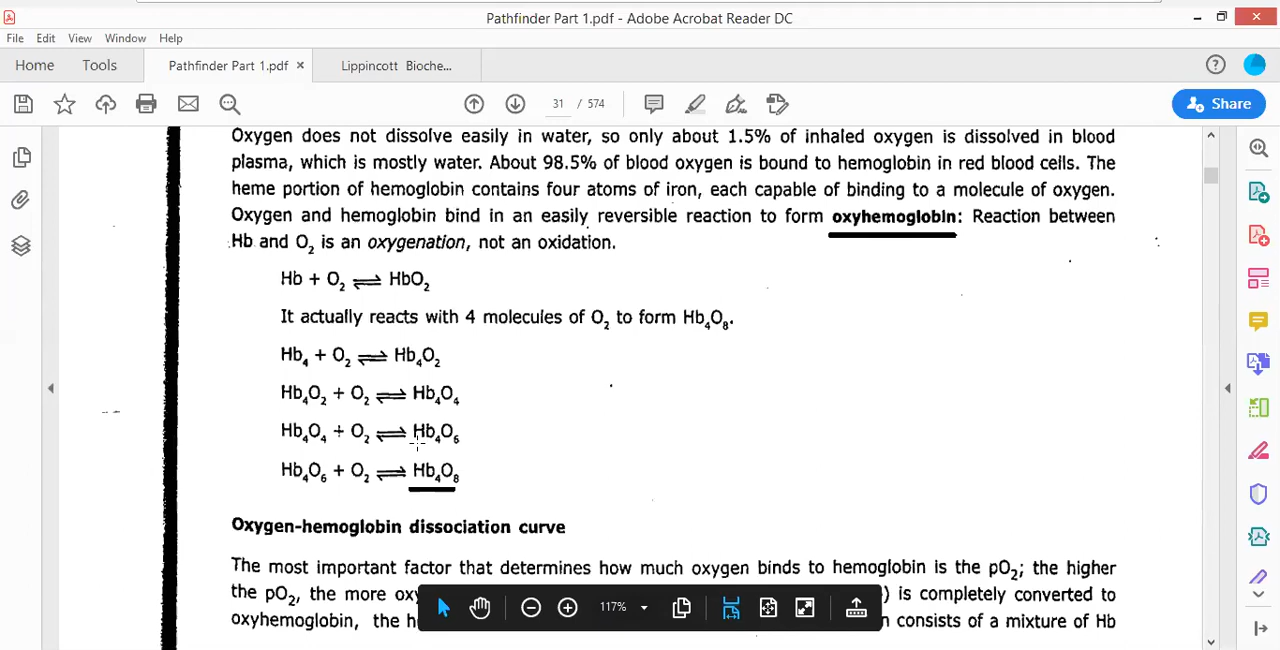 Pathfinder Part 1.pdf - Adobe Acrobat Reader DC
File Edit View Window Help
Home Tools Pathfinder Part 1.pdf × Lippincott Bioche...
31 / 574 Share
Oxygen does not dissolve easily in water, so only about 1.5% of inhaled oxygen is dissolved in blood
plasma, which is mostly water. About 98.5% of blood oxygen is bound to hemoglobin in red blood cells. The
heme portion of hemoglobin contains four atoms of iron, each capable of binding to a molecule of oxygen.
Oxygen and hemoglobin bind in an easily reversible reaction to form oxyhemoglobin: Reaction between
Hb and O₂ is an oxygenation, not an oxidation.
Hb + O₂ ⇌ HbO₂
It actually reacts with 4 molecules of O₂ to form Hb₄O₈.
Hb₄ + O₂ ⇌ Hb₄O₂
Hb₄O₂ + O₂ ⇌ Hb₄O₄
Hb₄O₄ + O₂ ⇌ Hb₄O₆
Hb₄O₆ + O₂ ⇌ Hb₄O₈
Oxygen-hemoglobin dissociation curve
The most important factor that determines how much oxygen binds to hemoglobin is the pO₂; the higher
the pO₂, the more ) is completely converted to
oxyhemoglobin, the consists of a mixture of Hb
117%